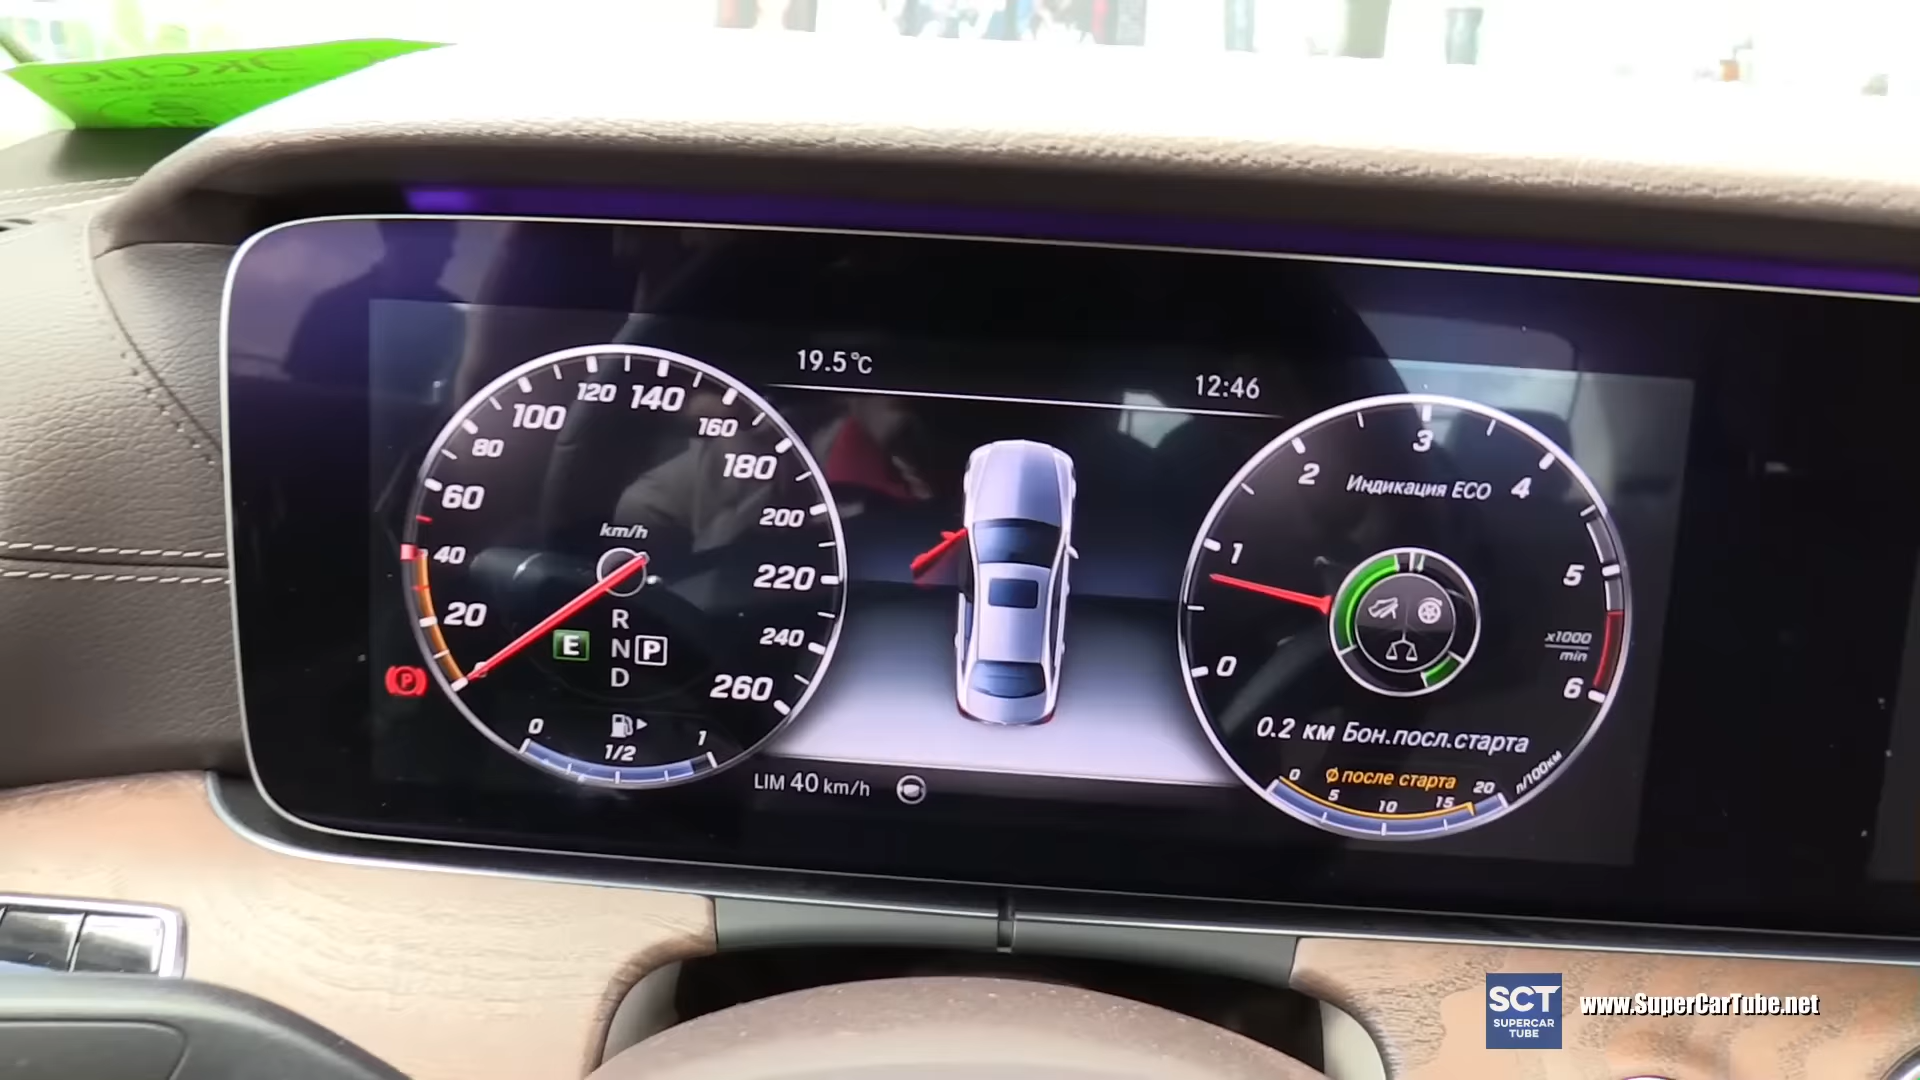 ЭКСПО
19.5°C
12:46
0
20
40
60
80
100
120
140
160
180
200
220
240
260
km/h
R
N
D
E
P
P
0
1/2
1
LIM 40 km/h
0
1
2
3
4
5
6
Индикация ECO
x1000
min
0.2 км Бон.посл.старта
Ø после старта
0
5
10
15
20
л/100км
SCT
SUPERCAR
TUBE
www.SuperCarTube.net